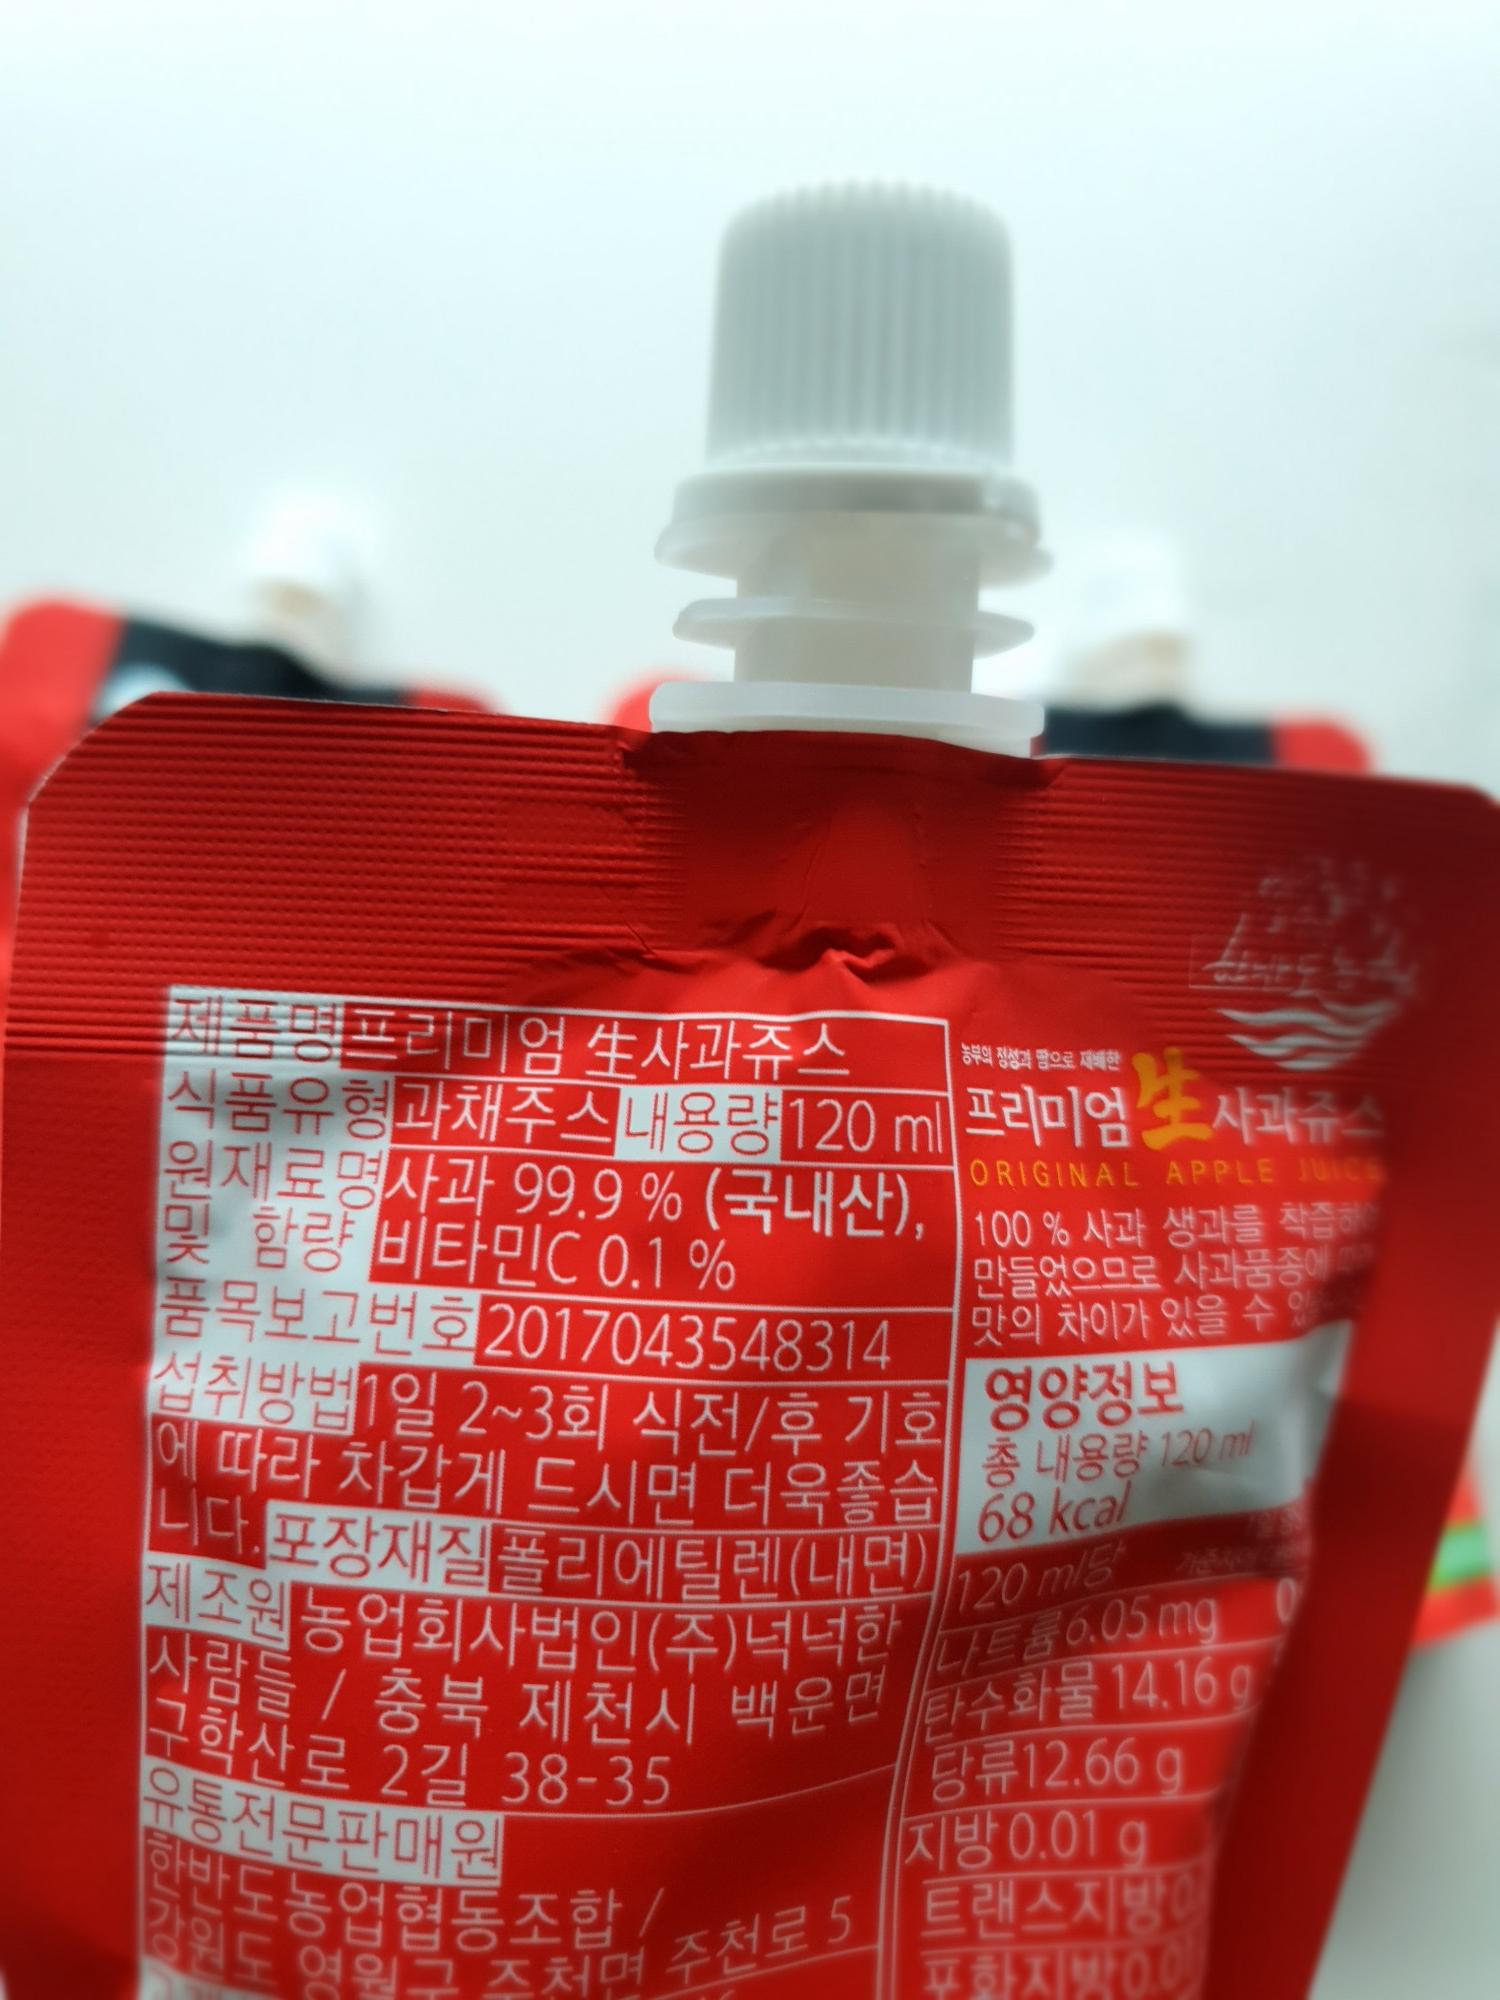 제품명 프리미엄 生사과쥬스
식품유형 과채주스 내용량 120 ml
원재료명 사과 99.9 % (국내산),
및 함량 비타민C 0.1 %
품목보고번호 2017043548314
섭취방법 1일 2~3회 식전/후 기호
에 따라 차갑게 드시면 더욱좋습
니다. 포장재질 폴리에틸렌(내면)
제조원 농업회사법인(주)넉넉한
사람들 / 충북 제천시 백운면
구학산로 2길 38-35
유통전문판매원
한반도농업협동조합 /
강원도 영월군 주천면 주천로 5
한반도농협
농부의 정성과 땀으로 재배한
프리미엄 生 사과쥬스
ORIGINAL APPLE JUICE
100 % 사과 생과를 착즙하여
만들었으므로 사과품종에
맛의 차이가 있을 수
영양정보
총 내용량 120 ml
68 kcal
120 ml당
나트륨 6.05 mg
탄수화물 14.16 g
당류 12.66 g
지방 0.01 g
트랜스지방
포화지방